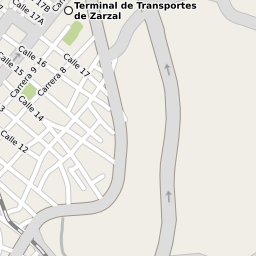 Terminal de Transportes
de Zarzal
17B
Calle 17A
Calle 17
Calle 16
Calle 15
Carrera 9
Carrera 8
Calle 14
3
Calle 12